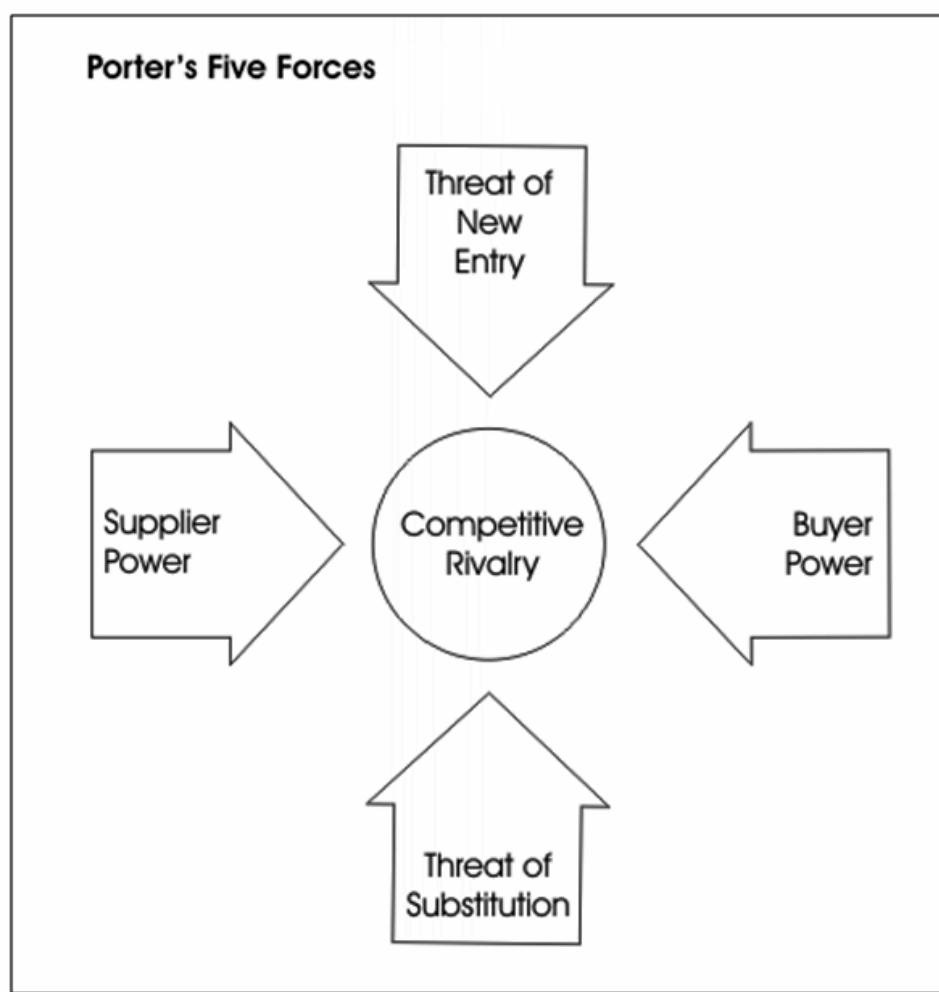 Porter's Five Forces
Threat of
New
Entry
Supplier
Power
Competitive
Rivalry
Buyer
Power
Threat of
Substitution